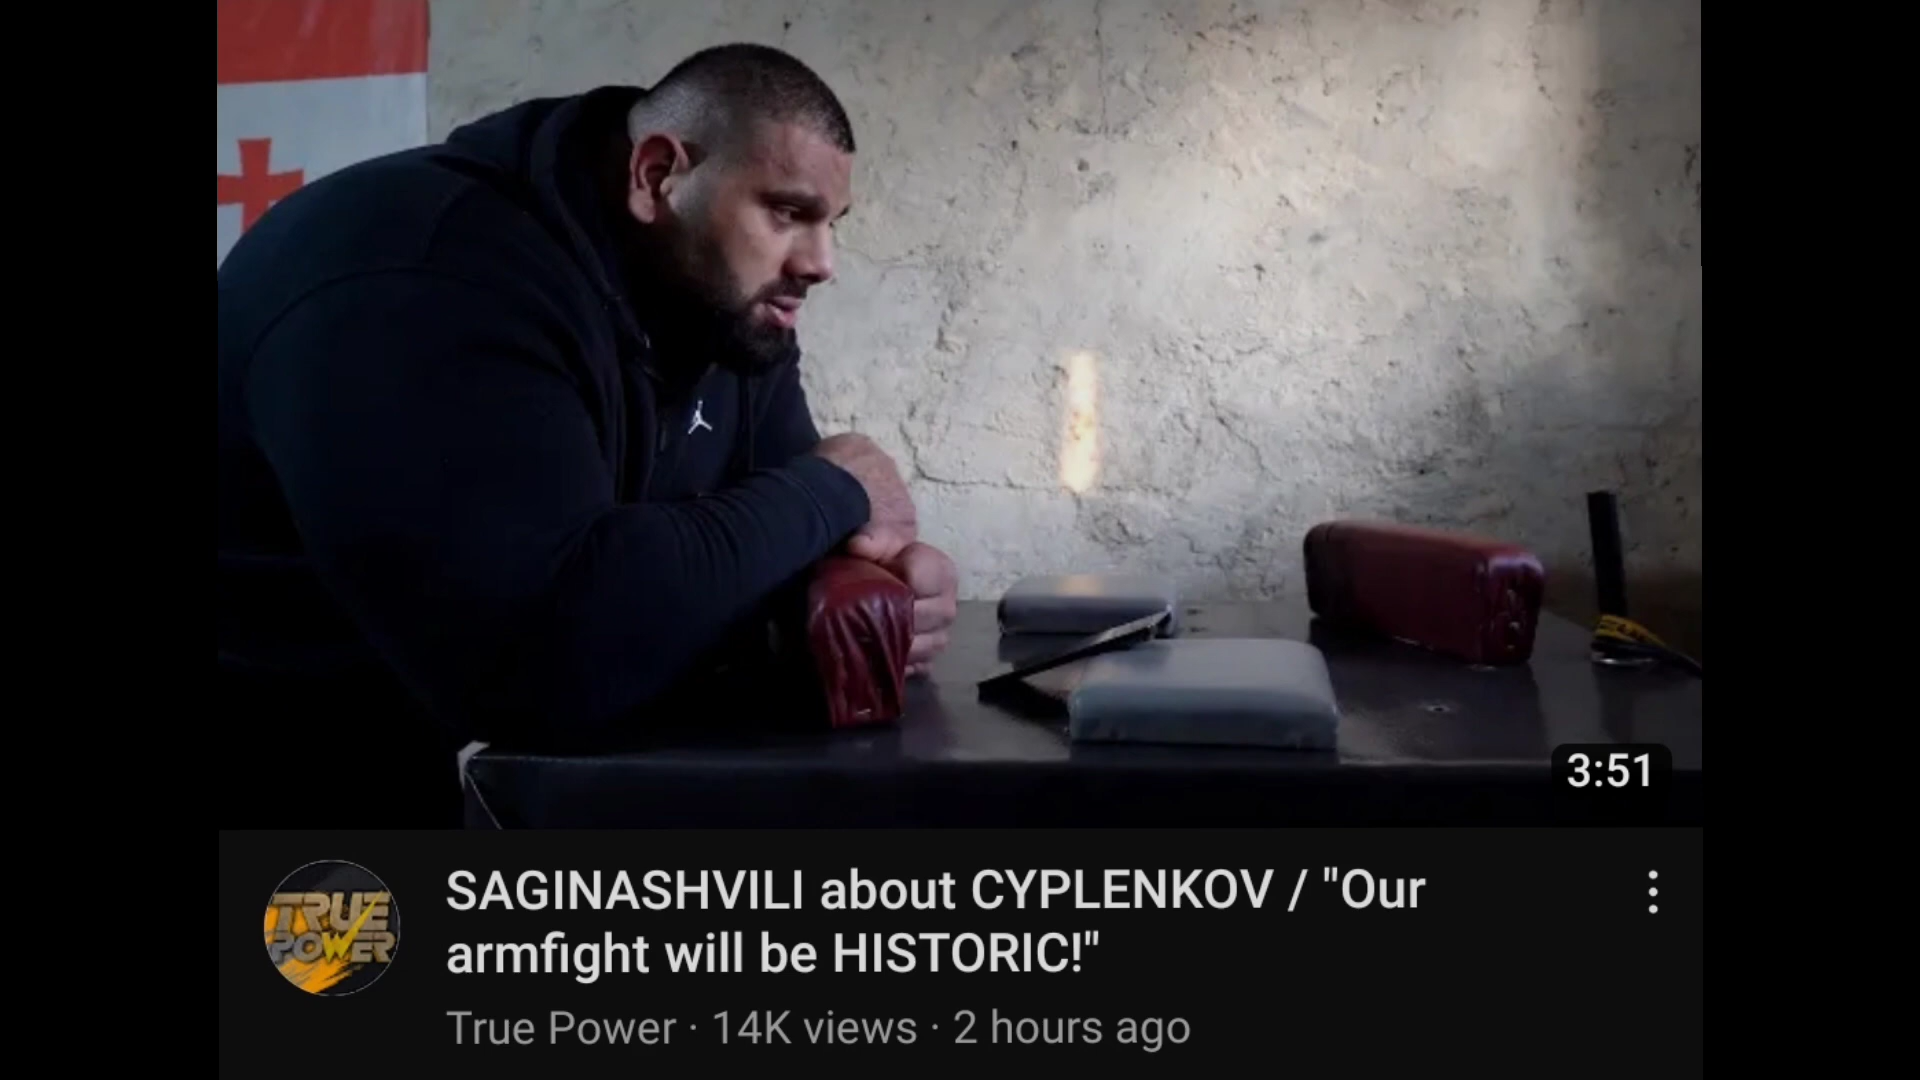 3:51
TRUE
POWER
SAGINASHVILI about CYPLENKOV / "Our
armfight will be HISTORIC!"
True Power · 14K views · 2 hours ago